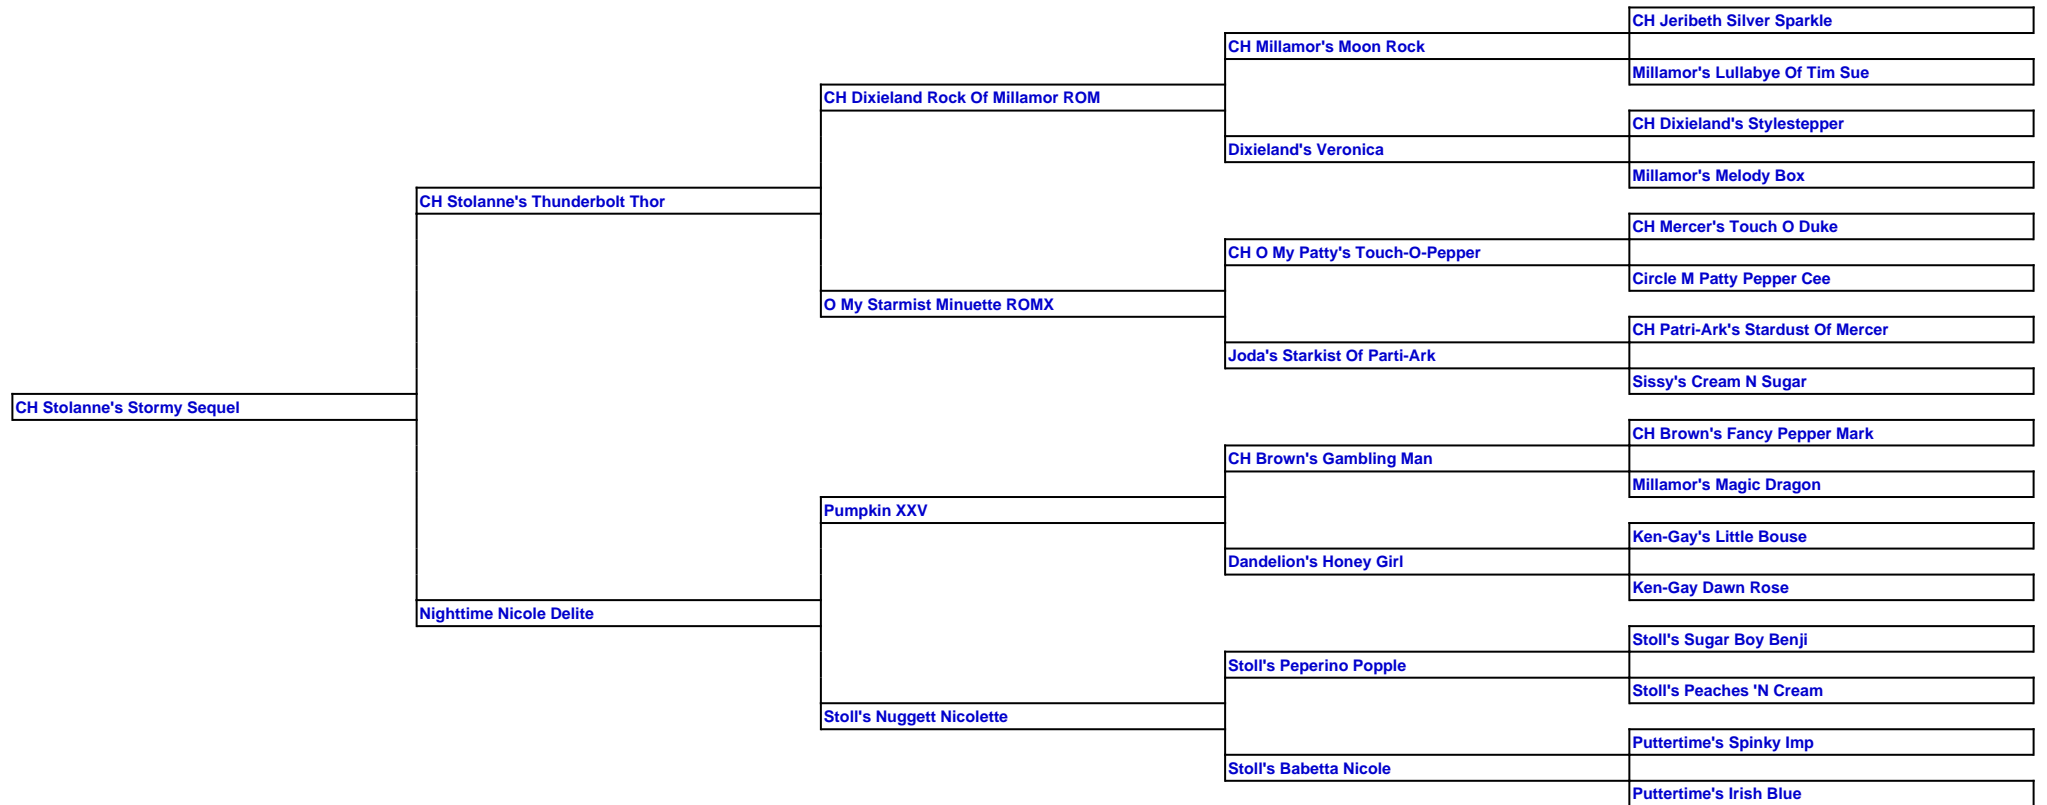 CH Jeribeth Silver Sparkle
CH Millamor's Moon Rock
Millamor's Lullabye Of Tim Sue
CH Dixieland Rock Of Millamor ROM
CH Dixieland's Stylestepper
Dixieland's Veronica
Millamor's Melody Box
CH Stolanne's Thunderbolt Thor
CH Mercer's Touch O Duke
CH O My Patty's Touch-O-Pepper
Circle M Patty Pepper Cee
O My Starmist Minuette ROMX
CH Patri-Ark's Stardust Of Mercer
Joda's Starkist Of Parti-Ark
Sissy's Cream N Sugar
CH Stolanne's Stormy Sequel
CH Brown's Fancy Pepper Mark
CH Brown's Gambling Man
Millamor's Magic Dragon
Pumpkin XXV
Ken-Gay's Little Bouse
Dandelion's Honey Girl
Ken-Gay Dawn Rose
Nighttime Nicole Delite
Stoll's Sugar Boy Benji
Stoll's Peperino Popple
Stoll's Peaches 'N Cream
Stoll's Nuggett Nicolette
Puttertime's Spinky Imp
Stoll's Babetta Nicole
Puttertime's Irish Blue